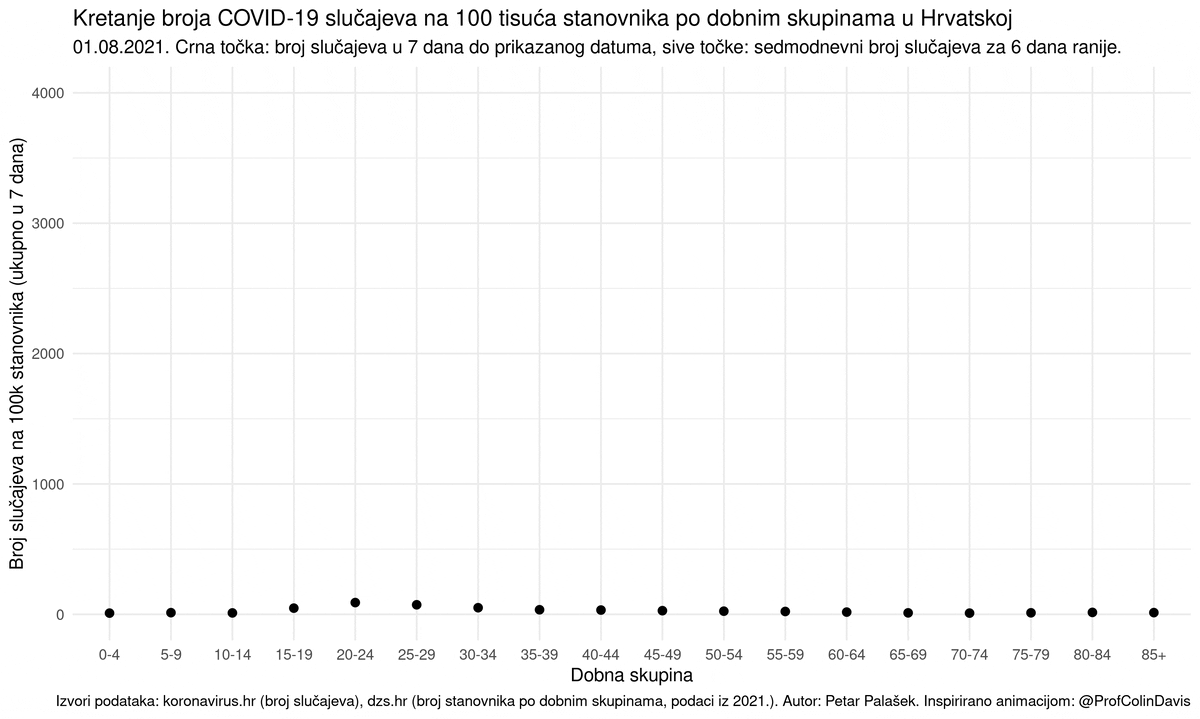 Kretanje broja COVID-19 slučajeva na 100 tisuća stanovnika po dobnim skupinama u Hrvatskoj
01.08.2021. Crna točka: broj slučajeva u 7 dana do prikazanog datuma, sive točke: sedmodnevni broj slučajeva za 6 dana ranije.
Broj slučajeva na 100k stanovnika (ukupno u 7 dana)
4000
3000
2000
1000
0
0-4 5-9 10-14 15-19 20-24 25-29 30-34 35-39 40-44 45-49 50-54 55-59 60-64 65-69 70-74 75-79 80-84 85+
Dobna skupina
Izvori podataka: koronavirus.hr (broj slučajeva), dzs.hr (broj stanovnika po dobnim skupinama, podaci iz 2021.). Autor: Petar Palašek. Inspirirano animacijom: @ProfColinDavis